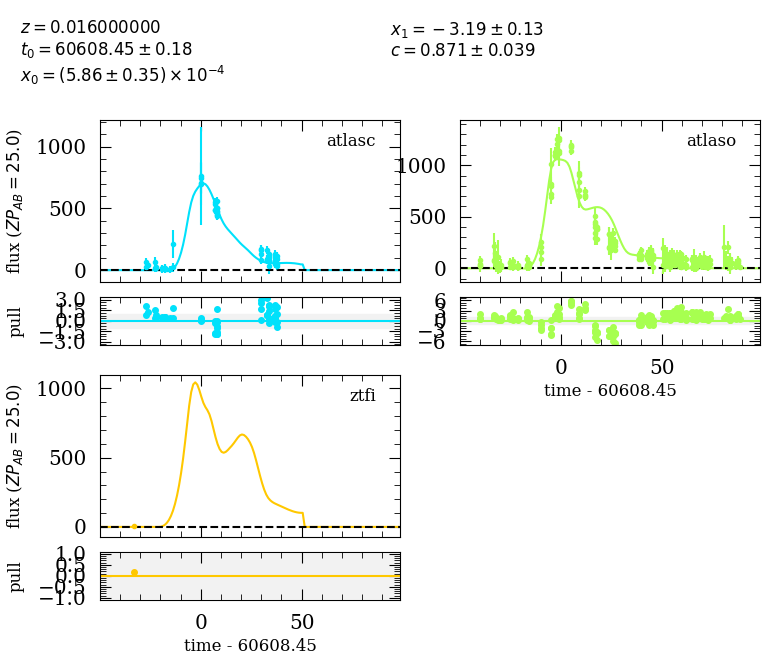 z = 0.016000000
t0 = 60608.45 ± 0.18
x0 = (5.86 ± 0.35) × 10⁻⁴
x1 = −3.19 ± 0.13
c = 0.871 ± 0.039
flux (ZP_AB = 25.0)
1000
500
0
atlasc
1000
500
0
atlaso
pull
3.0
1.5
0.0
−1.5
−3.0
6
3
0
−3
−6
0
50
time - 60608.45
flux (ZP_AB = 25.0)
1000
500
0
ztfi
pull
1.0
0.5
0.0
−0.5
−1.0
0
50
time - 60608.45